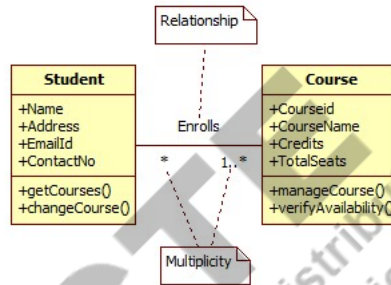 Relationship
Student
+Name
+Address
+EmailId
+ContactNo
+getCourses()
+changeCourse()
Enrolls
*
1..*
Course
+Courseid
+CourseName
+Credits
+TotalSeats
+manageCourse()
+verifyAvailability()
Multiplicity